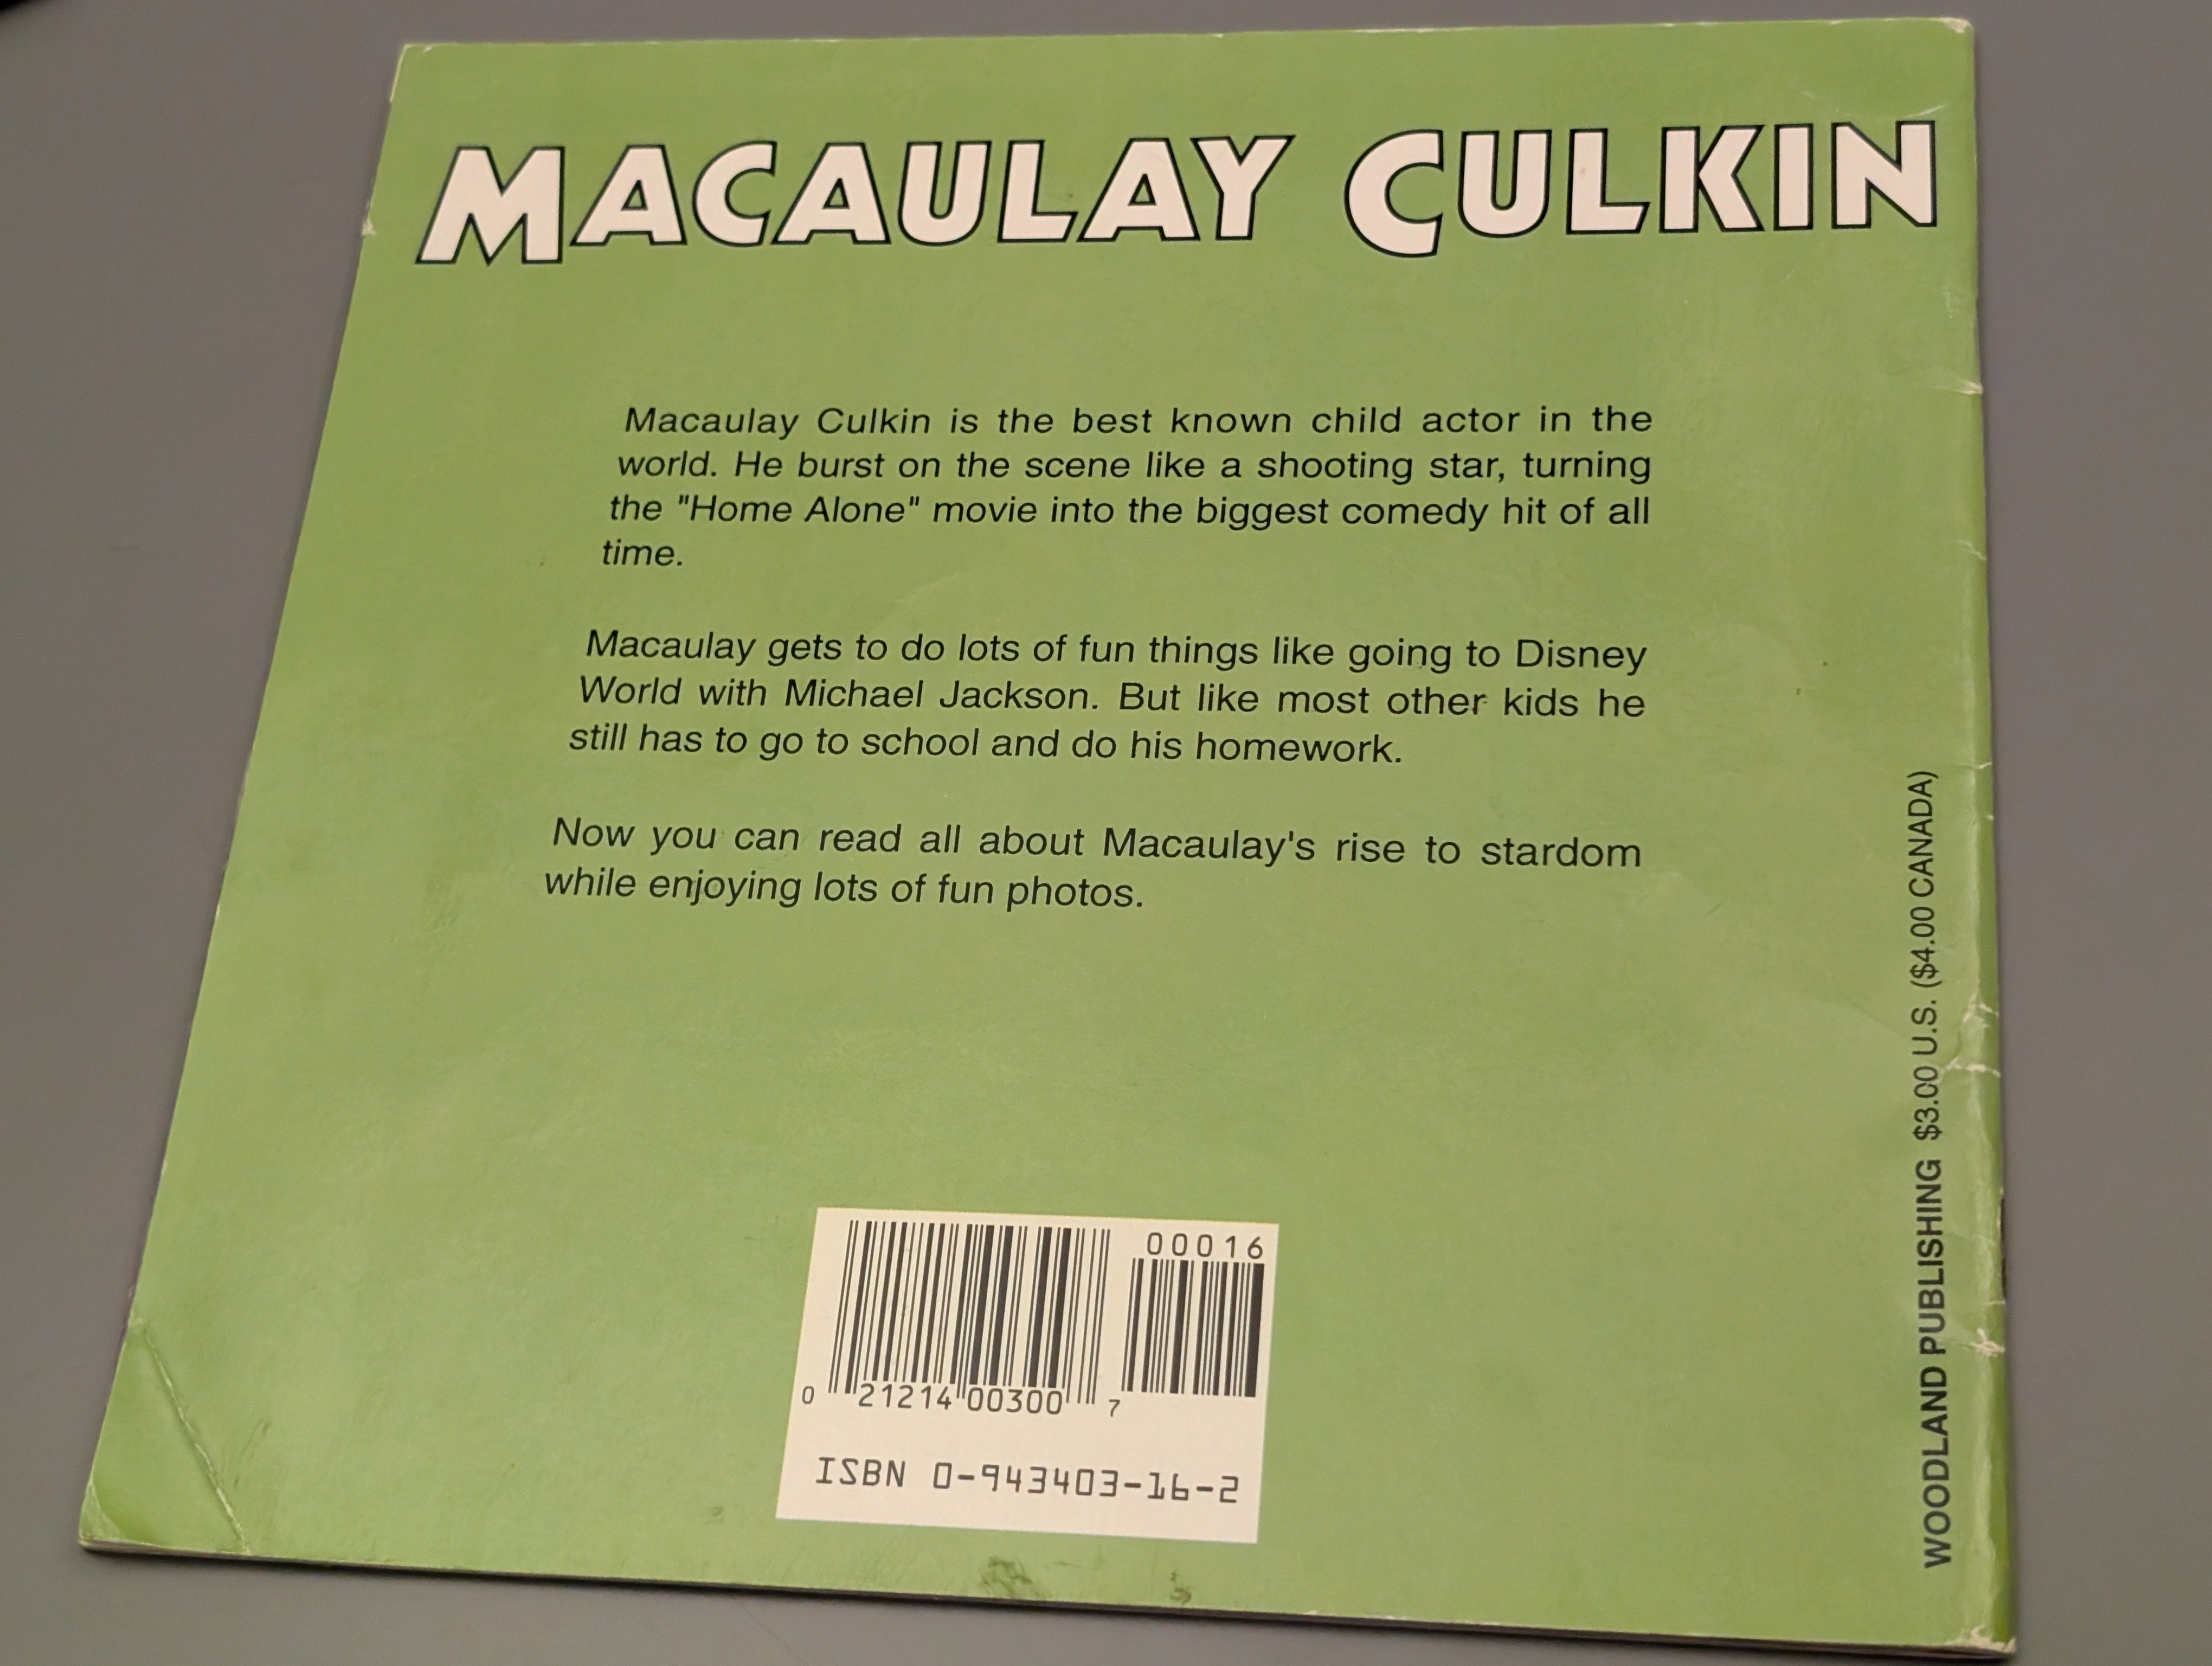 MACAULAY CULKIN
Macaulay Culkin is the best known child actor in the
world. He burst on the scene like a shooting star, turning
the "Home Alone" movie into the biggest comedy hit of all
time.
Macaulay gets to do lots of fun things like going to Disney
World with Michael Jackson. But like most other kids he
still has to go to school and do his homework.
Now you can read all about Macaulay's rise to stardom
while enjoying lots of fun photos.
WOODLAND PUBLISHING $3.00 U.S. ($4.00 CANADA)
00016
0 21214 00300 7
ISBN 0-943403-16-2